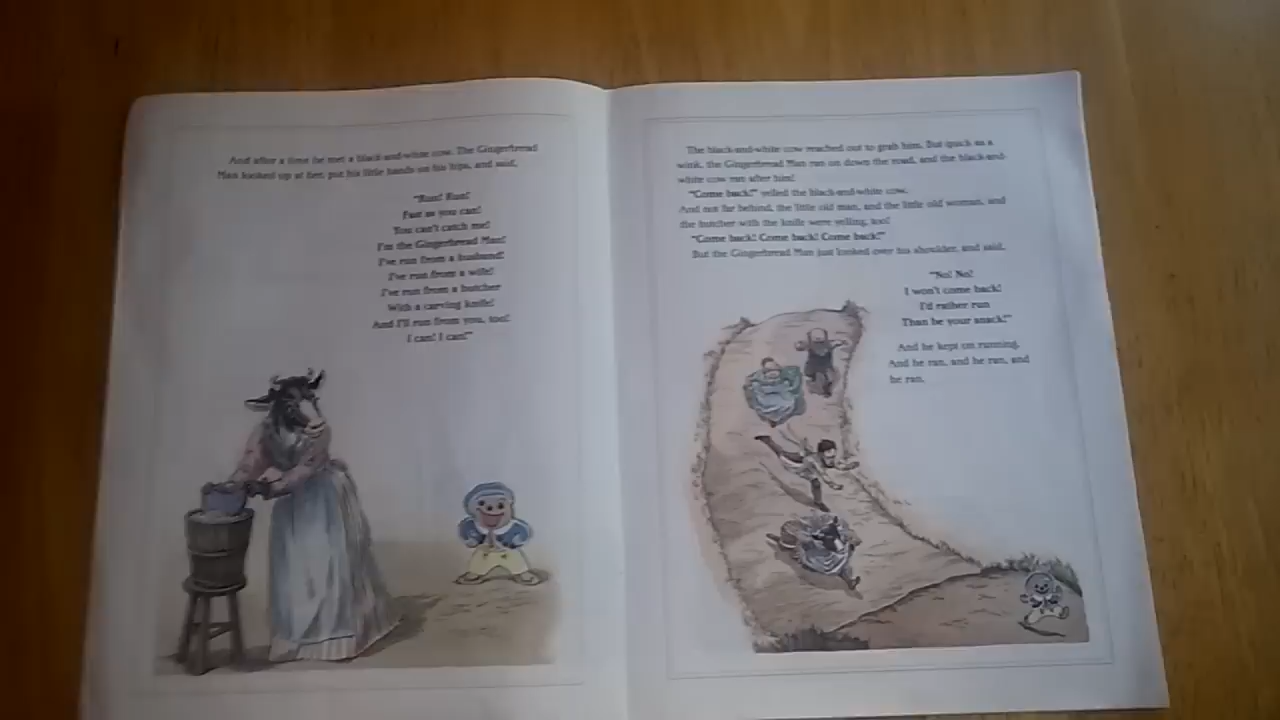 And after a time he met a black-and-white cow. The Gingerbread
Man looked up at her, put his little hands on his hips, and said,
"Run! Run!
Fast as you can!
You can't catch me!
I'm the Gingerbread Man!
I've run from a husband!
I've run from a wife!
I've run from a butcher
With a carving knife!
And I'll run from you, too!
I can! I can!"
The black-and-white cow reached out to grab him. But quick as a
wink, the Gingerbread Man ran on down the road, and the black-and-
white cow ran after him!
"Come back!" yelled the black-and-white cow.
And not far behind, the little old man, and the little old woman, and
the butcher with the knife were yelling, too!
"Come back! Come back! Come back!"
But the Gingerbread Man just looked over his shoulder, and said,
"No! No!
I won't come back!
I'd rather run
Than be your snack!"
And he kept on running.
And he ran, and he ran, and
he ran.